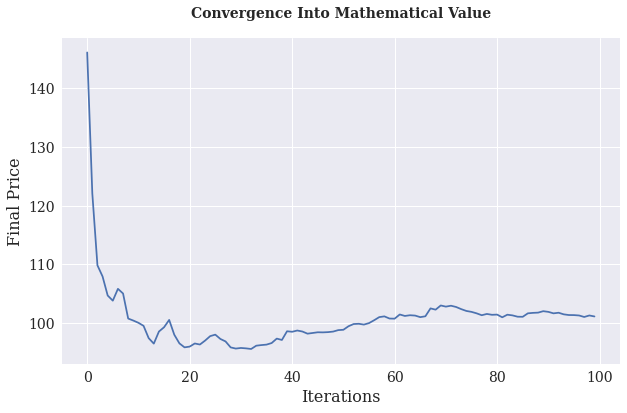 Convergence Into Mathematical Value
Final Price
140
130
120
110
100
0 20 40 60 80 100
Iterations